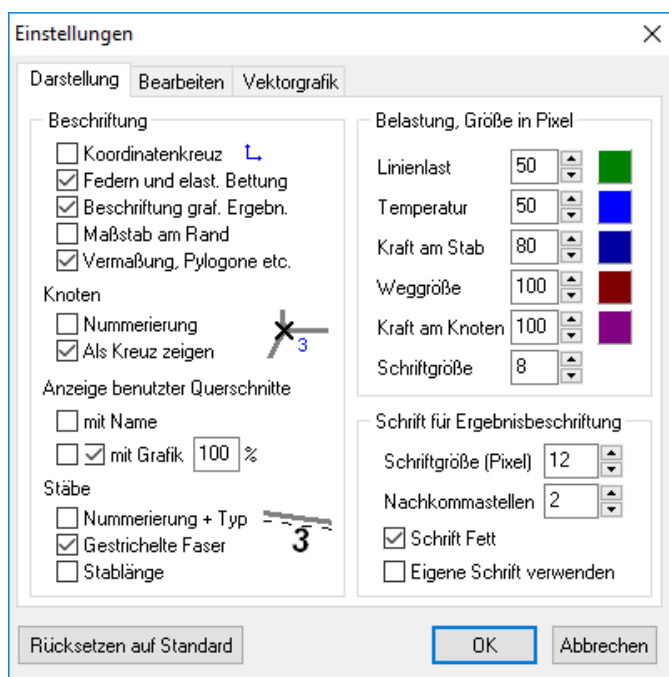 Einstellungen
Darstellung Bearbeiten Vektorgrafik
Beschriftung
Koordinatenkreuz
Federn und elast. Bettung
Beschriftung graf. Ergebn.
Maßstab am Rand
Vermaßung, Pylogone etc.
Knoten
Nummerierung
Als Kreuz zeigen
3
Anzeige benutzter Querschnitte
mit Name
mit Grafik 100 %
Stäbe
Nummerierung + Typ
Gestrichelte Faser
3
Stablänge
Belastung, Größe in Pixel
Linienlast 50
Temperatur 50
Kraft am Stab 80
Weggröße 100
Kraft am Knoten 100
Schriftgröße 8
Schrift für Ergebnisbeschriftung
Schriftgröße (Pixel) 12
Nachkommastellen 2
Schrift Fett
Eigene Schrift verwenden
Rücksetzen auf Standard OK Abbrechen